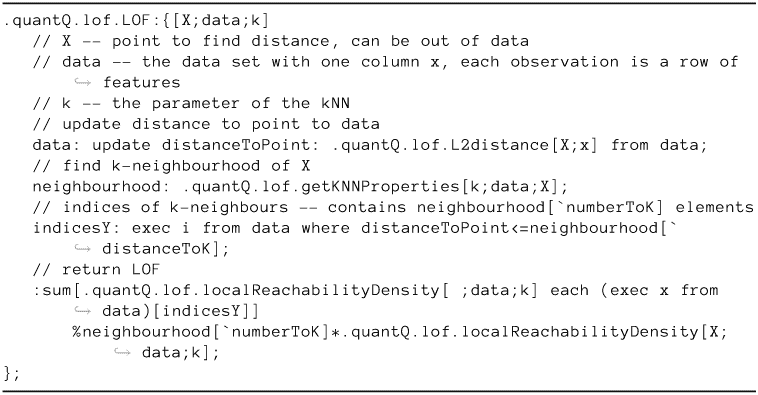 .quantQ.lof.LOF:{[X;data;k]
// X -- point to find distance, can be out of data
// data -- the data set with one column x, each observation is a row of
↪ features
// k -- the parameter of the kNN
// update distance to point to data
data: update distanceToPoint: .quantQ.lof.L2distance[X;x] from data;
// find k-neighbourhood of X
neighbourhood: .quantQ.lof.getKNNProperties[k;data;X];
// indices of k-neighbours -- contains neighbourhood[`numberToK] elements
indicesY: exec i from data where distanceToPoint<=neighbourhood[`
↪ distanceToK];
// return LOF
:sum[.quantQ.lof.localReachabilityDensity[ ;data;k] each (exec x from
↪ data)[indicesY]]
%neighbourhood[`numberToK]*.quantQ.lof.localReachabilityDensity[X;
↪ data;k];
};